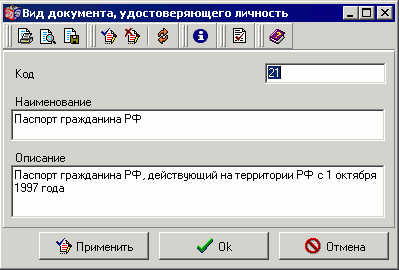 Вид документа, удостоверяющего личность
Код
21
Наименование
Паспорт гражданина РФ
Описание
Паспорт гражданина РФ, действующий на территории РФ с 1 октября
1997 года
Применить
Ok
Отмена